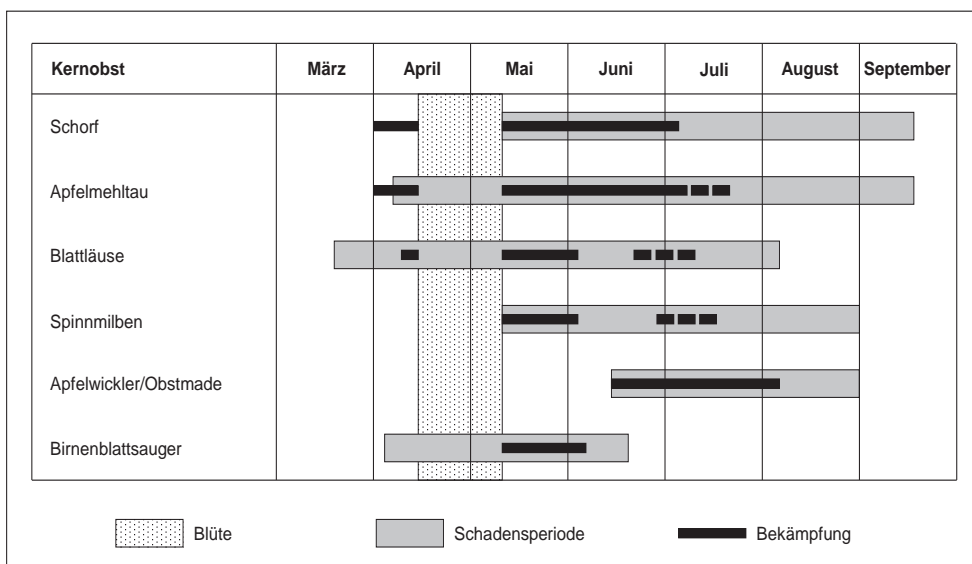 Kernobst März April Mai Juni Juli August September
Schorf
Apfelmehltau
Blattläuse
Spinnmilben
Apfelwickler/Obstmade
Birnenblattsauger
Blüte Schadensperiode Bekämpfung